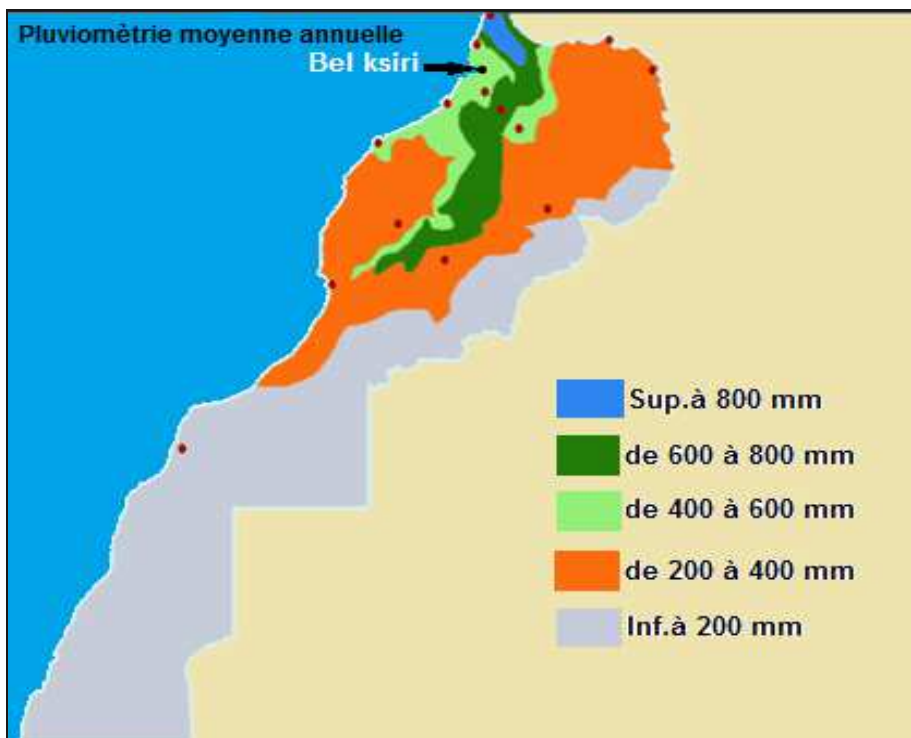 Pluviomètrie moyenne annuelle
Bel ksiri
Sup.à 800 mm
de 600 à 800 mm
de 400 à 600 mm
de 200 à 400 mm
Inf.à 200 mm